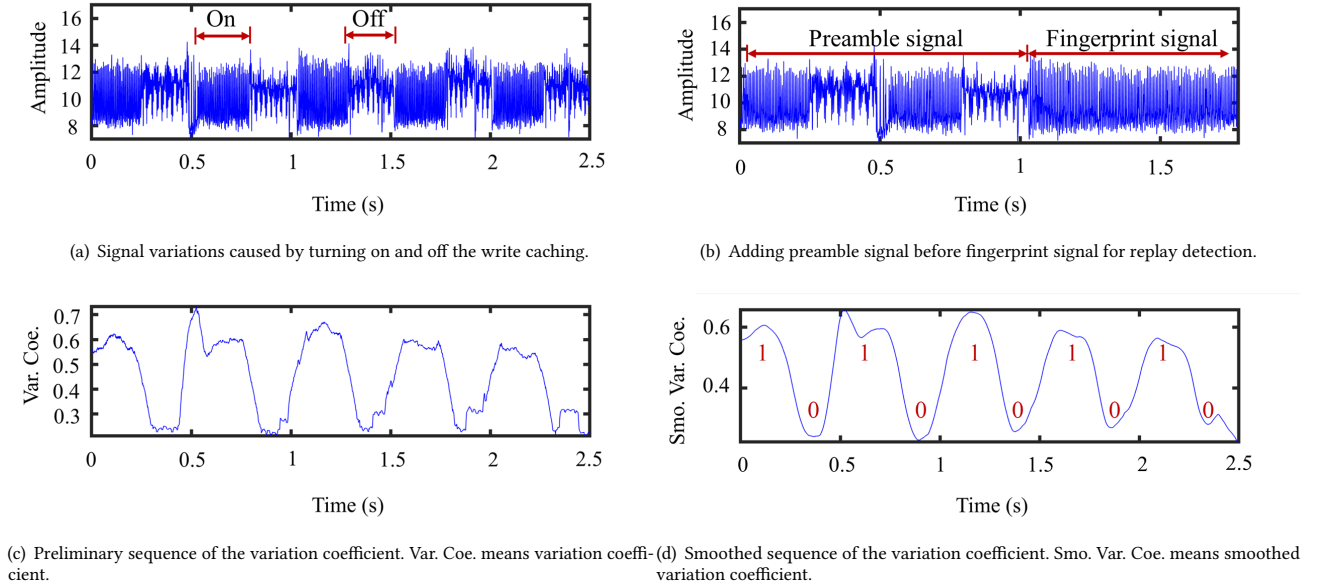 On
Off
16
14
12
10
8
Amplitude
0
0.5
1
1.5
2
2.5
Time (s)
(a) Signal variations caused by turning on and off the write caching.
Preamble signal
Fingerprint signal
16
14
12
10
8
Amplitude
0
0.5
1
1.5
Time (s)
(b) Adding preamble signal before fingerprint signal for replay detection.
0.7
0.6
0.5
0.4
0.3
Var. Coe.
0
0.5
1
1.5
2
2.5
Time (s)
(c) Preliminary sequence of the variation coefficient. Var. Coe. means variation coeffi-
cient.
0.6
0.4
Smo. Var. Coe.
1
0
1
0
1
0
1
0
1
0
0
0.5
1
1.5
2
2.5
Time (s)
(d) Smoothed sequence of the variation coefficient. Smo. Var. Coe. means smoothed
variation coefficient.